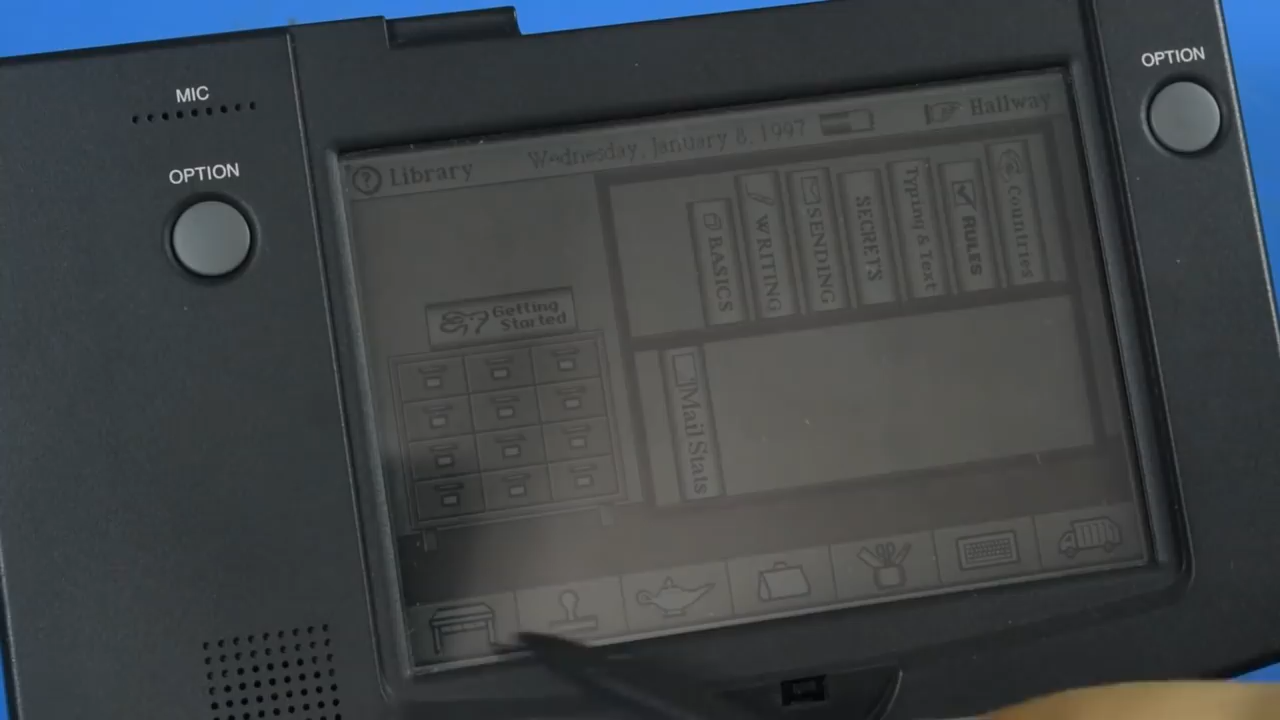 MIC
OPTION
OPTION
Library
Wednesday, January 8, 1997
Hallway
Getting
Started
BASICS
WRITING
SENDING
SECRETS
Typing & Text
RULES
Countries
Mail Stats